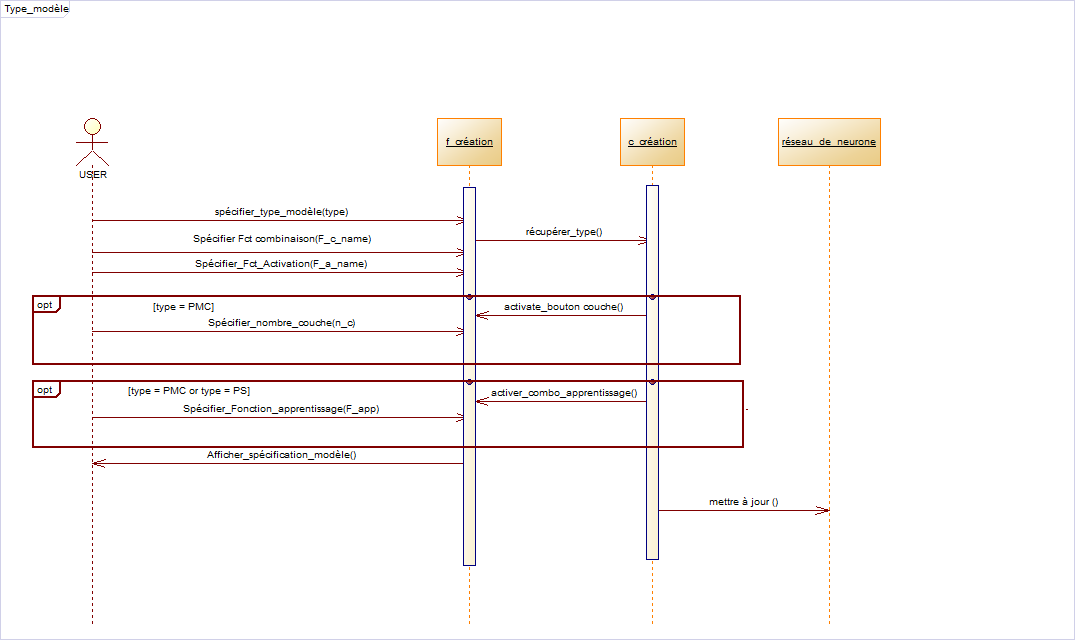 Type_modèle
USER
f_création
c_création
réseau_de_neurone
spécifier_type_modèle(type)
récupérer_type()
Spécifier Fct combinaison(F_c_name)
Spécifier_Fct_Activation(F_a_name)
opt
[type = PMC]
activate_bouton couche()
Spécifier_nombre_couche(n_c)
opt
[type = PMC or type = PS]
activer_combo_apprentissage()
Spécifier_Fonction_apprentissage(F_app)
Afficher_spécification_modèle()
mettre à jour ()